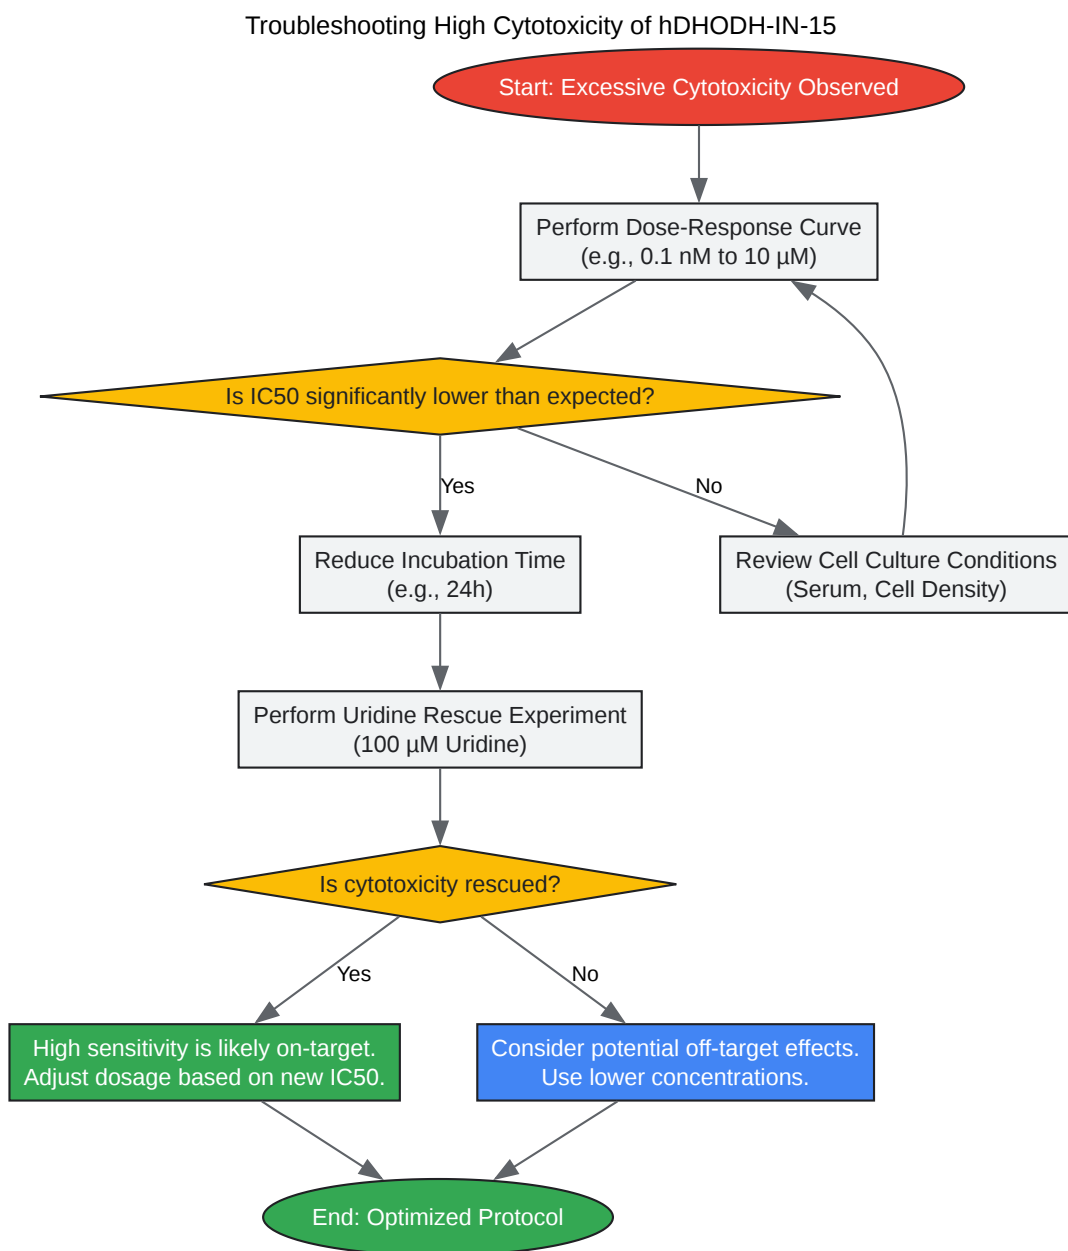 Troubleshooting High Cytotoxicity of hDHODH-IN-15
Start: Excessive Cytotoxicity Observed
Perform Dose-Response Curve
(e.g., 0.1 nM to 10 µM)
Is IC50 significantly lower than expected?
Yes
No
Reduce Incubation Time
(e.g., 24h)
Review Cell Culture Conditions
(Serum, Cell Density)
Perform Uridine Rescue Experiment
(100 µM Uridine)
Is cytotoxicity rescued?
Yes
No
High sensitivity is likely on-target.
Adjust dosage based on new IC50.
Consider potential off-target effects.
Use lower concentrations.
End: Optimized Protocol